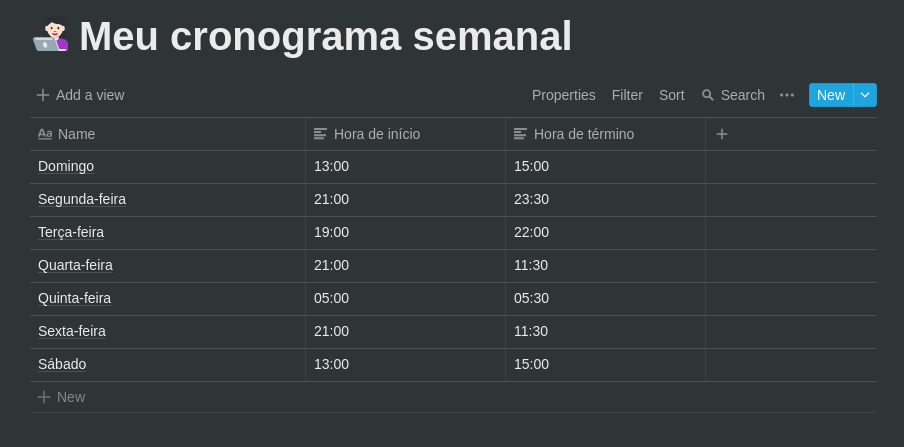 Meu cronograma semanal
Add a view Properties Filter Sort Search ••• New
Aa Name Hora de início Hora de término +
Domingo 13:00 15:00
Segunda-feira 21:00 23:30
Terça-feira 19:00 22:00
Quarta-feira 21:00 11:30
Quinta-feira 05:00 05:30
Sexta-feira 21:00 11:30
Sábado 13:00 15:00
+ New